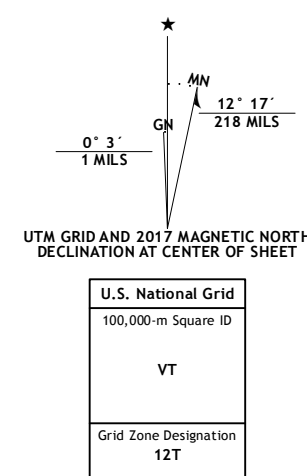 ★
MN
12° 17´
218 MILS
GN
0° 3´
1 MILS
UTM GRID AND 2017 MAGNETIC NORTH
DECLINATION AT CENTER OF SHEET
U.S. National Grid
100,000-m Square ID
VT
Grid Zone Designation
12T